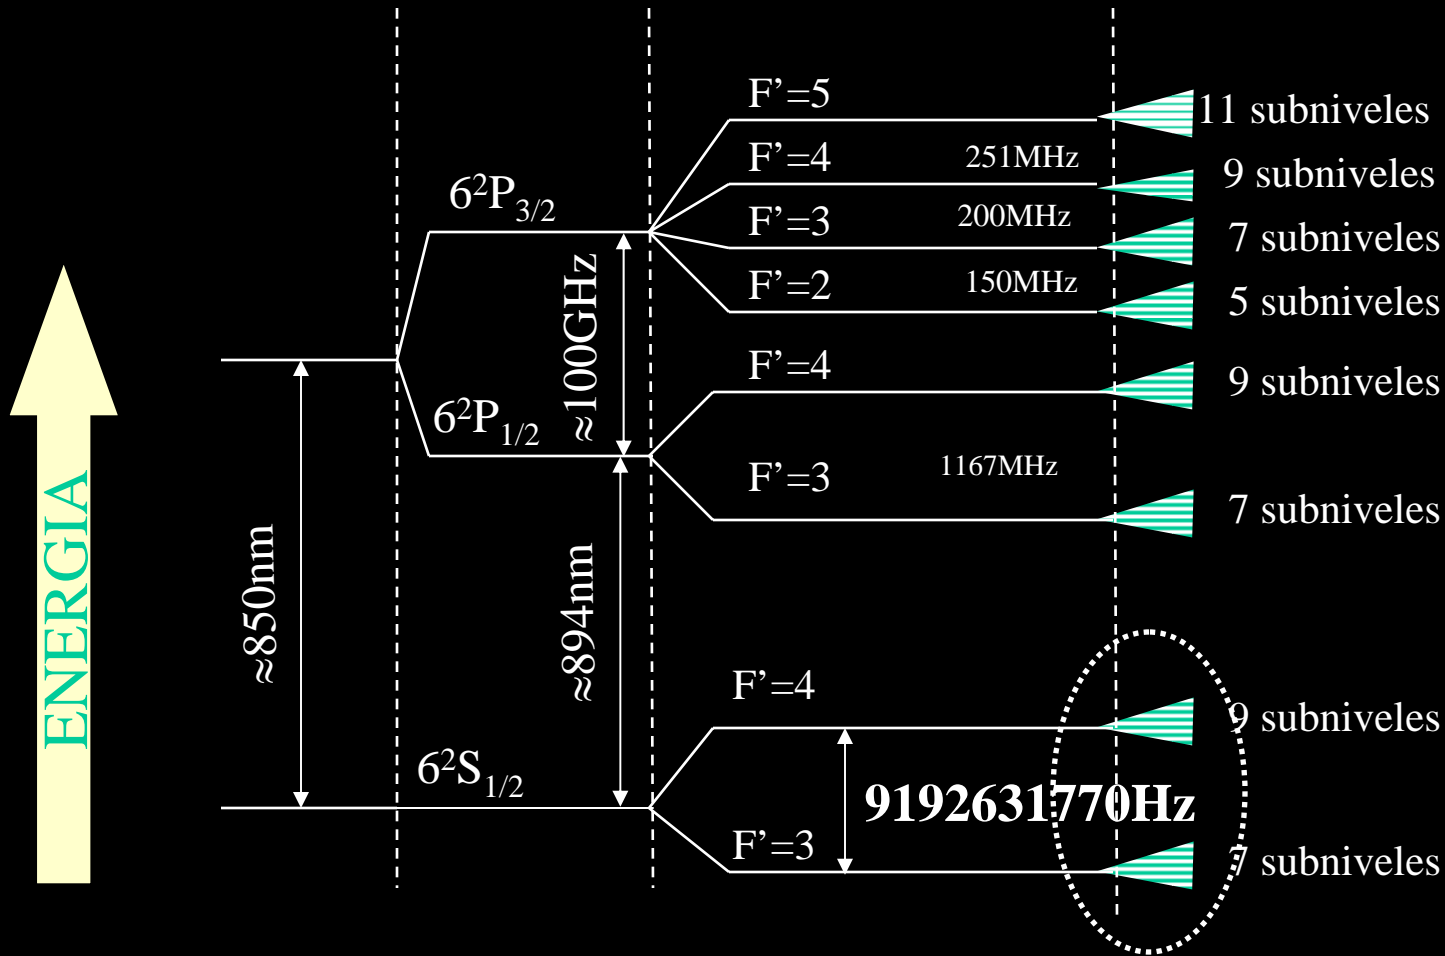 F’=5
11 subniveles
F’=4
251MHz
9 subniveles
6²P₃/₂
F’=3
200MHz
7 subniveles
F’=2
150MHz
5 subniveles
≈100GHz
F’=4
9 subniveles
6²P₁/₂
F’=3
1167MHz
7 subniveles
ENERGIA
≈850nm
≈894nm
F’=4
9 subniveles
6²S₁/₂
9192631770Hz
F’=3
7 subniveles